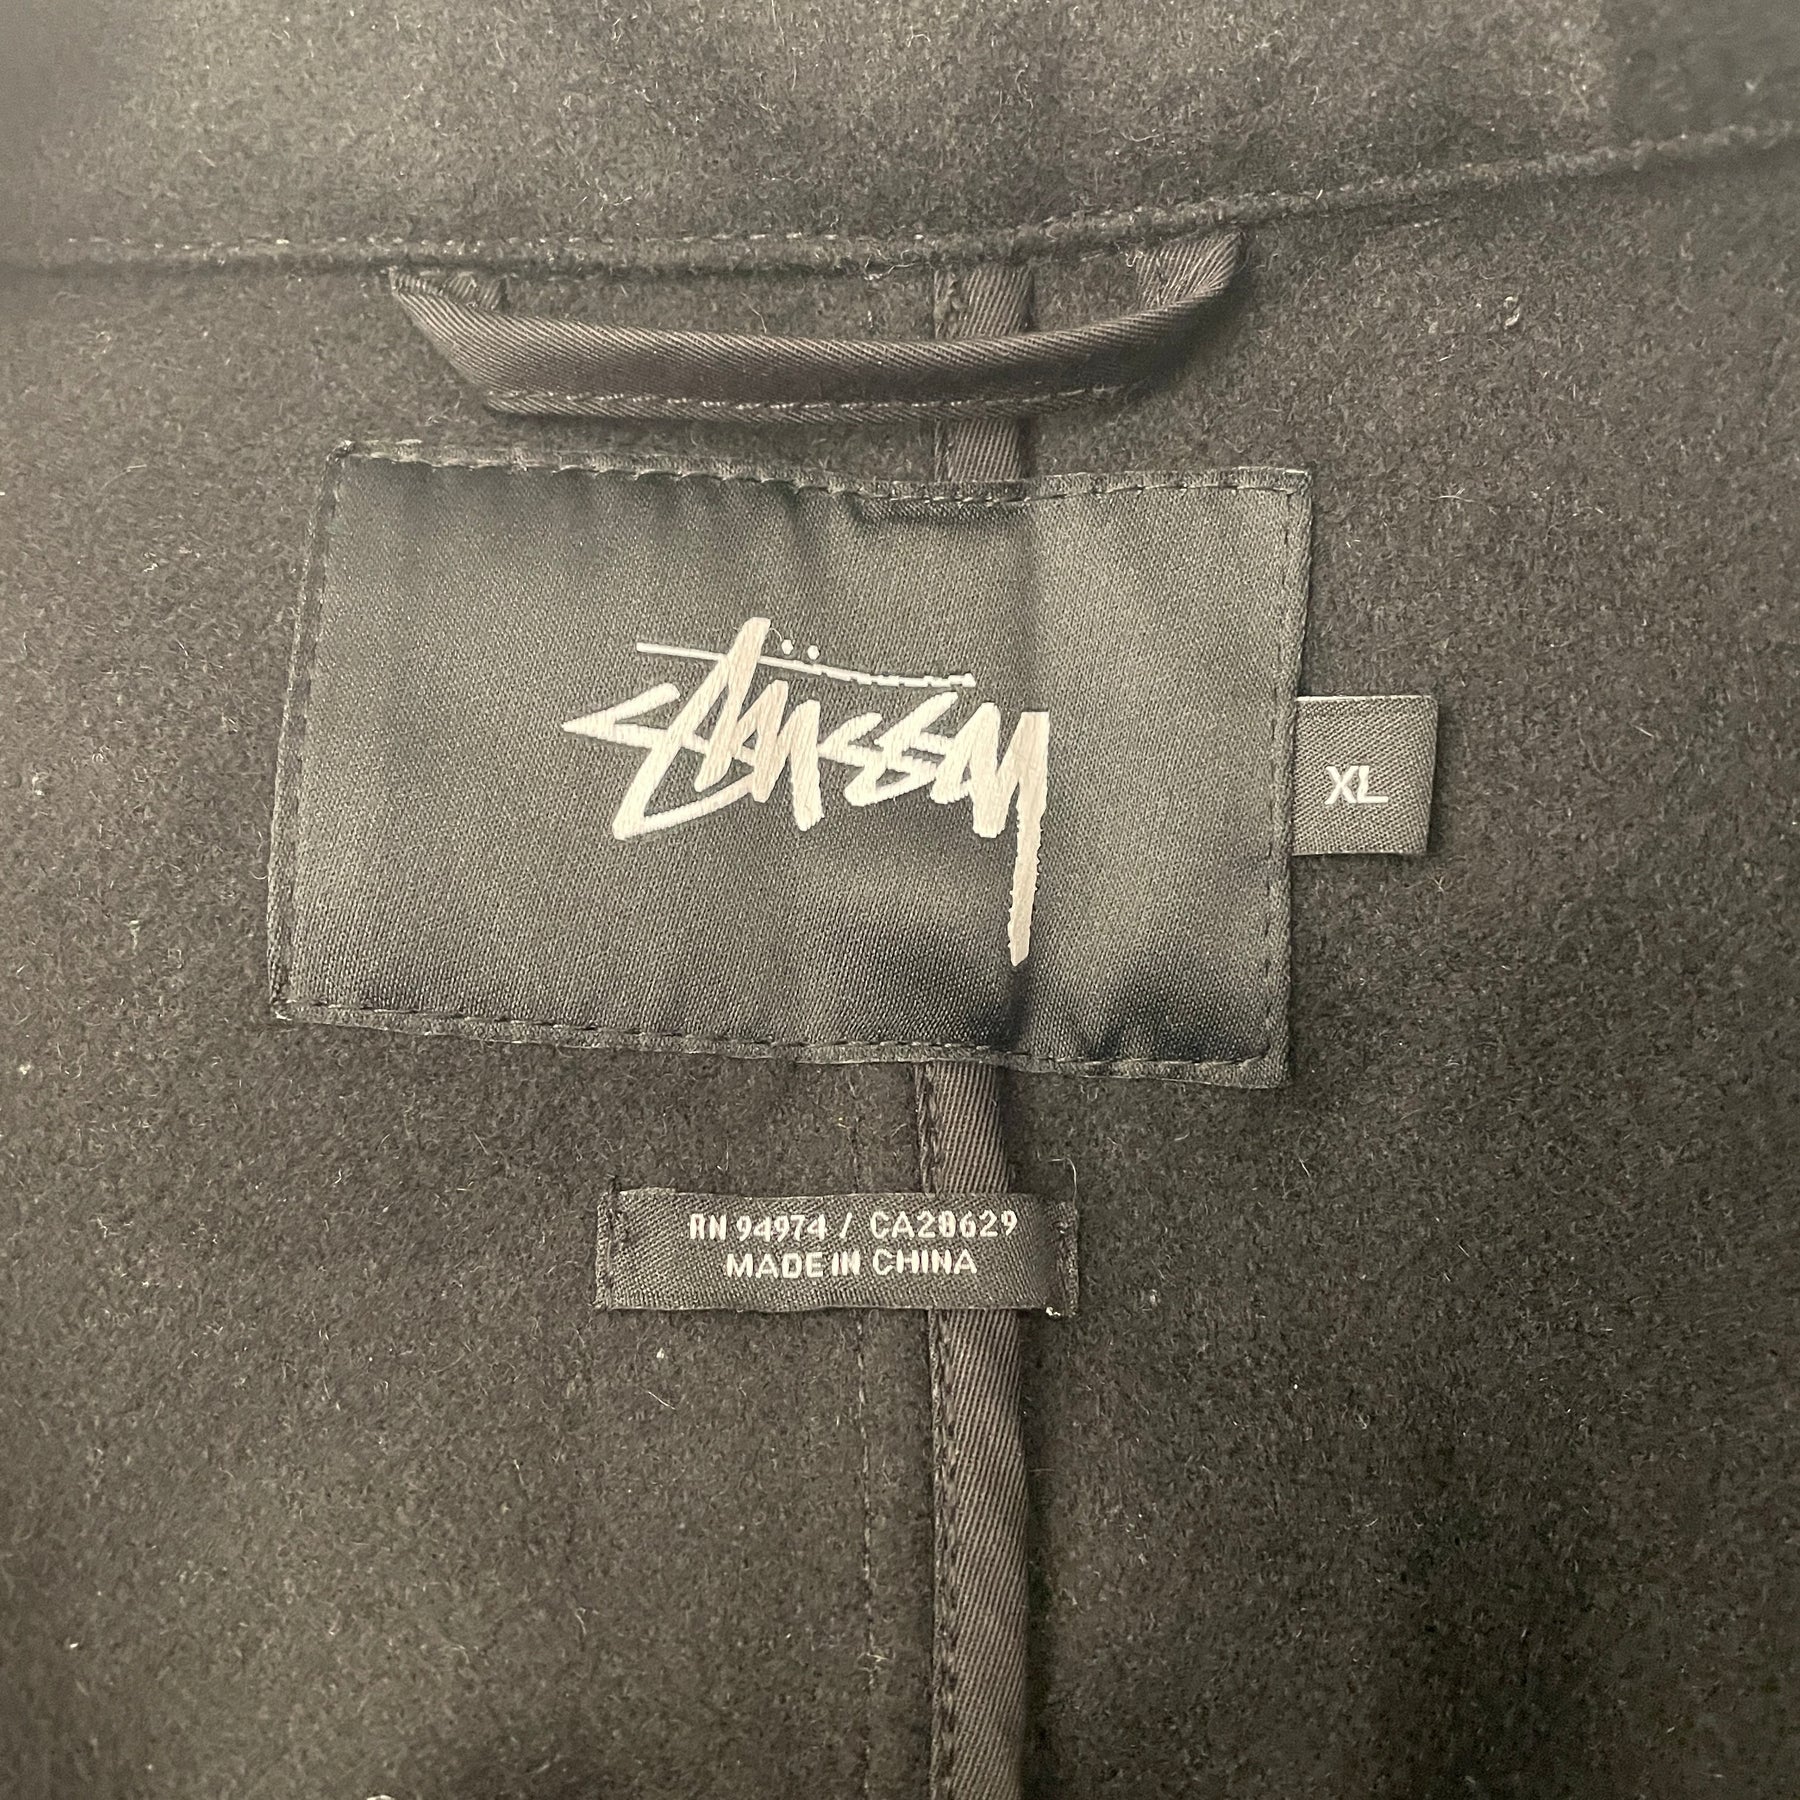 Stüssy
XL
RN 94974 / CA28629
MADE IN CHINA